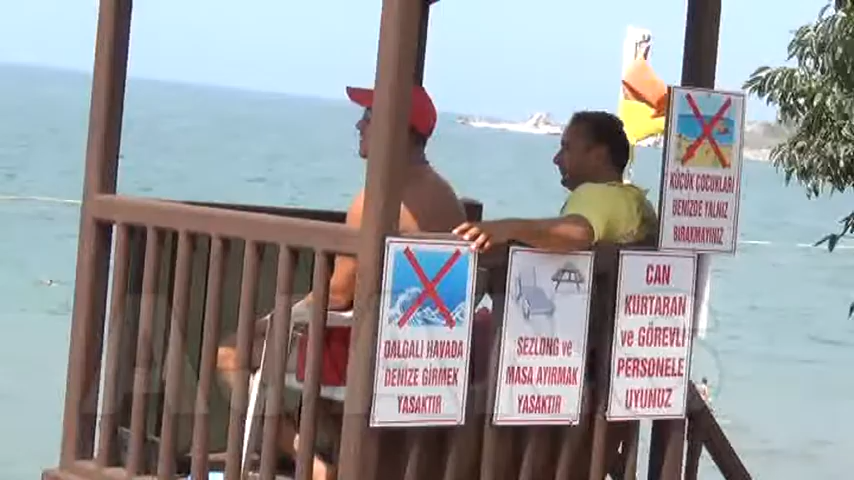 KÜÇÜK ÇOCUKLARI
DENİZDE YALNIZ
BIRAKMAYINIZ
DALGALI HAVADA
DENİZE GİRMEK
YASAKTIR
SEZLONG ve
MASA AYIRMAK
YASAKTIR
CAN
KURTARAN
ve GÖREVLİ
PERSONELE
UYUNUZ